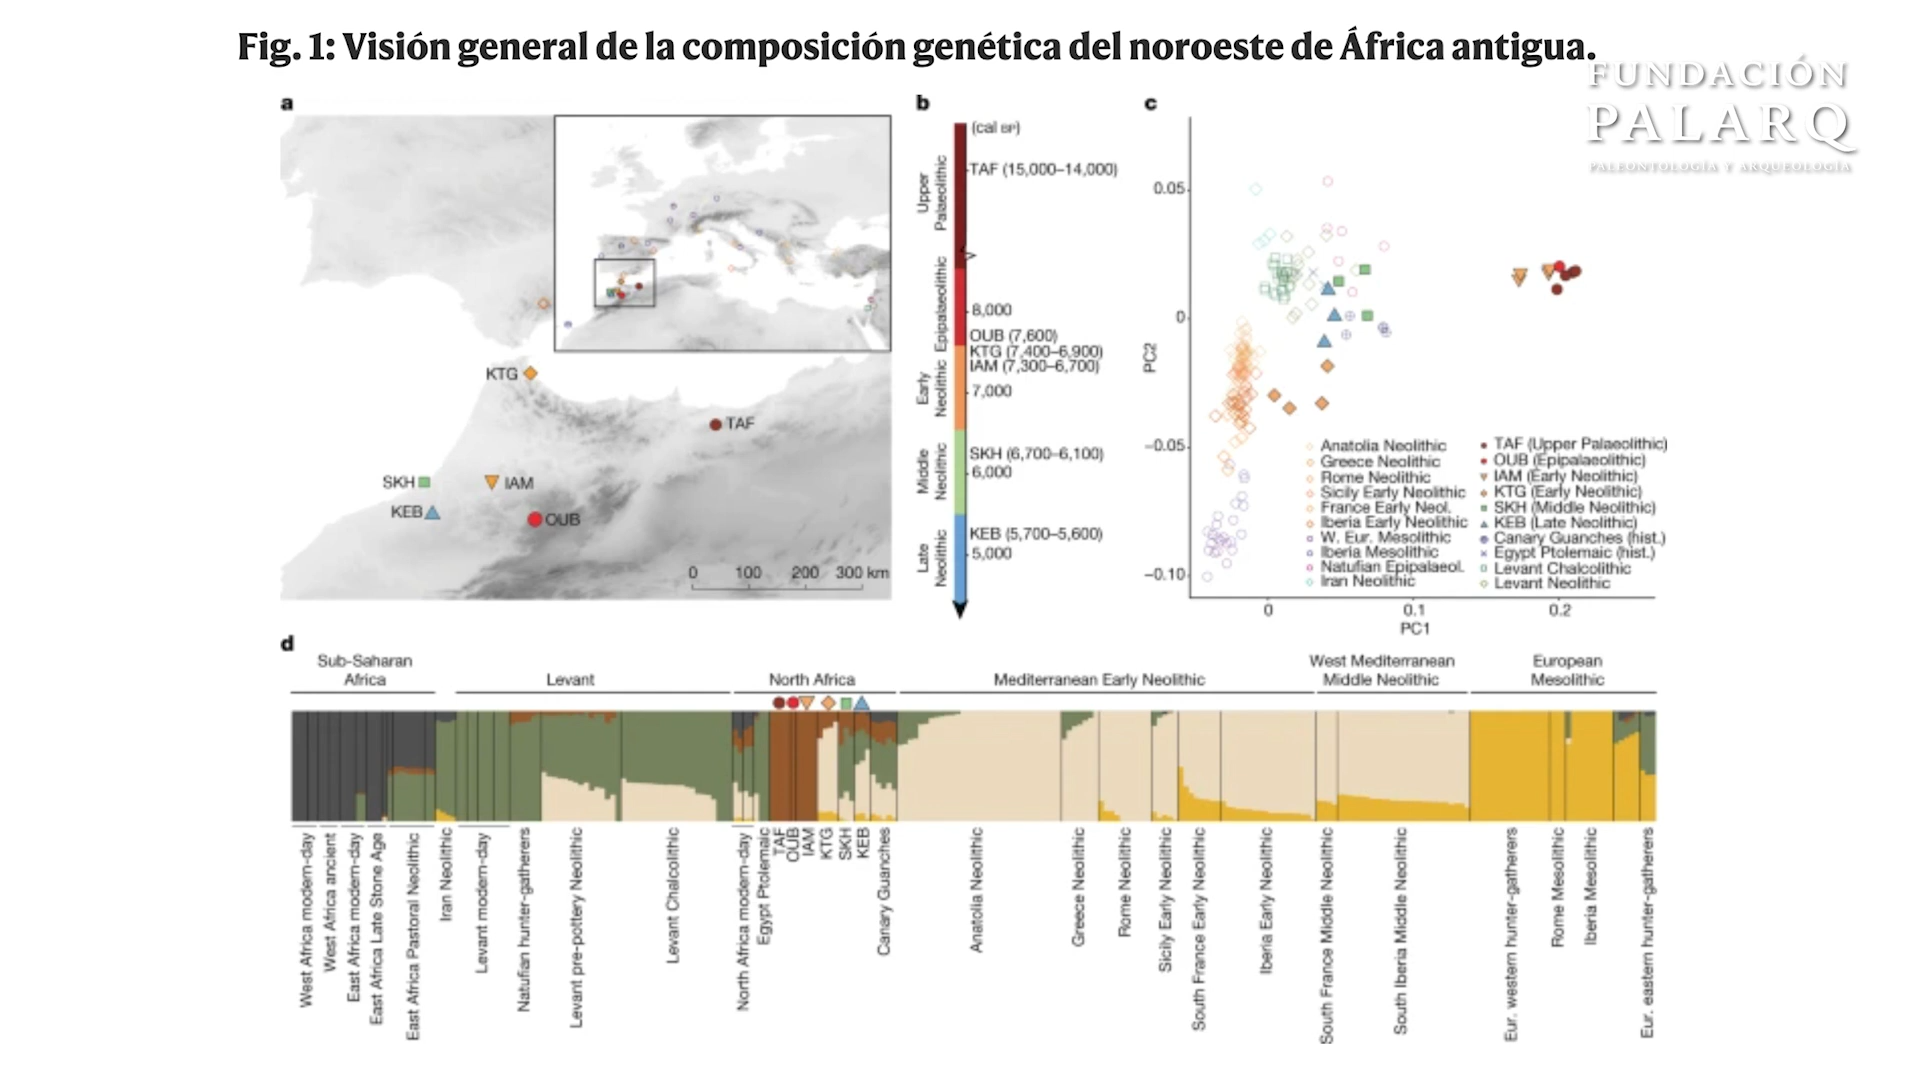 Fig. 1: Visión general de la composición genética del noroeste de África antigua.
FUNDACIÓN
PALARQ
PALEONTOLOGÍA Y ARQUEOLOGÍA
a
KTG
TAF
SKH
IAM
KEB
OUB
0 100 200 300 km
b
(cal BP)
Upper
Palaeolithic
TAF (15,000–14,000)
Epipalaeolithic
8,000
OUB (7,600)
KTG (7,400–6,900)
IAM (7,300–6,700)
Early
Neolithic
7,000
Middle
Neolithic
SKH (6,700–6,100)
6,000
Late
Neolithic
KEB (5,700–5,600)
5,000
c
0.05
0
−0.05
−0.10
PC2
0 0.1 0.2
PC1
Anatolia Neolithic
Greece Neolithic
Rome Neolithic
Sicily Early Neolithic
France Early Neol.
Iberia Early Neolithic
W. Eur. Mesolithic
Iberia Mesolithic
Natufian Epipalaeol.
Iran Neolithic
TAF (Upper Palaeolithic)
OUB (Epipalaeolithic)
IAM (Early Neolithic)
KTG (Early Neolithic)
SKH (Middle Neolithic)
KEB (Late Neolithic)
Canary Guanches (hist.)
Egypt Ptolemaic (hist.)
Levant Chalcolithic
Levant Neolithic
d
Sub-Saharan
Africa
Levant
North Africa
Mediterranean Early Neolithic
West Mediterranean
Middle Neolithic
European
Mesolithic
West Africa modern-day
West Africa ancient
East Africa modern-day
East Africa Late Stone Age
East Africa Pastoral Neolithic
Iran Neolithic
Levant modern-day
Natufian hunter-gatherers
Levant pre-pottery Neolithic
Levant Chalcolithic
North Africa modern-day
Egypt Ptolemaic
TAF
OUB
IAM
KTG
SKH
KEB
Canary Guanches
Anatolia Neolithic
Greece Neolithic
Rome Neolithic
Sicily Early Neolithic
South France Early Neolithic
Iberia Early Neolithic
South France Middle Neolithic
South Iberia Middle Neolithic
Eur. western hunter-gatherers
Rome Mesolithic
Iberia Mesolithic
Eur. eastern hunter-gatherers